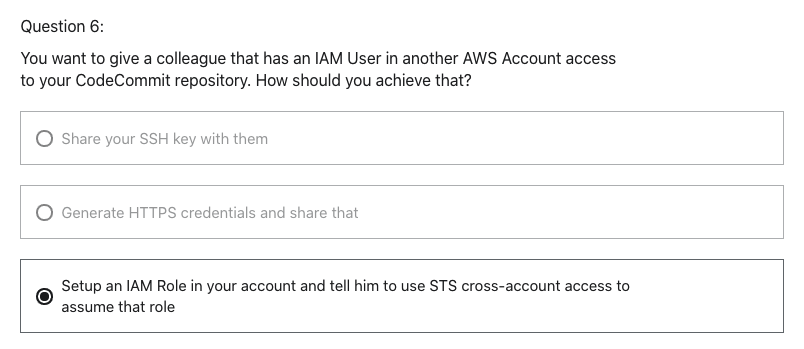 Question 6:
You want to give a colleague that has an IAM User in another AWS Account access
to your CodeCommit repository. How should you achieve that?
Share your SSH key with them
Generate HTTPS credentials and share that
Setup an IAM Role in your account and tell him to use STS cross-account access to
assume that role